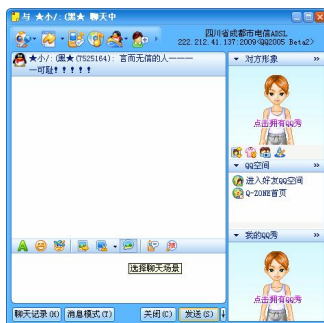 与 ★小/: (黑★ 聊天中
四川省成都市电信ADSL
222.212.41.137:2009<QQ2005 Beta2>
★小/: (黑★(7525164): 言而无信的人————
一可耻！！！！！
对方形象 »
点击拥有QQ秀
QQ空间 »
进入好友QQ空间
Q-ZONE首页
我的QQ秀 »
点击拥有QQ秀
选择聊天场景
聊天记录(H) 消息模式(T) 关闭(C) 发送(S)